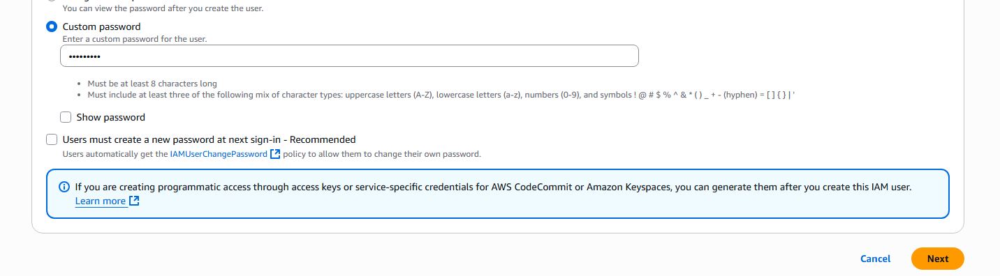 You can view the password after you create the user.
Custom password
Enter a custom password for the user.
•••••••••
• Must be at least 8 characters long
• Must include at least three of the following mix of character types: uppercase letters (A-Z), lowercase letters (a-z), numbers (0-9), and symbols ! @ # $ % ^ & * ( ) _ + - (hyphen) = [ ] { } | '
Show password
Users must create a new password at next sign-in - Recommended
Users automatically get the IAMUserChangePassword policy to allow them to change their own password.
If you are creating programmatic access through access keys or service-specific credentials for AWS CodeCommit or Amazon Keyspaces, you can generate them after you create this IAM user.
Learn more
Cancel
Next